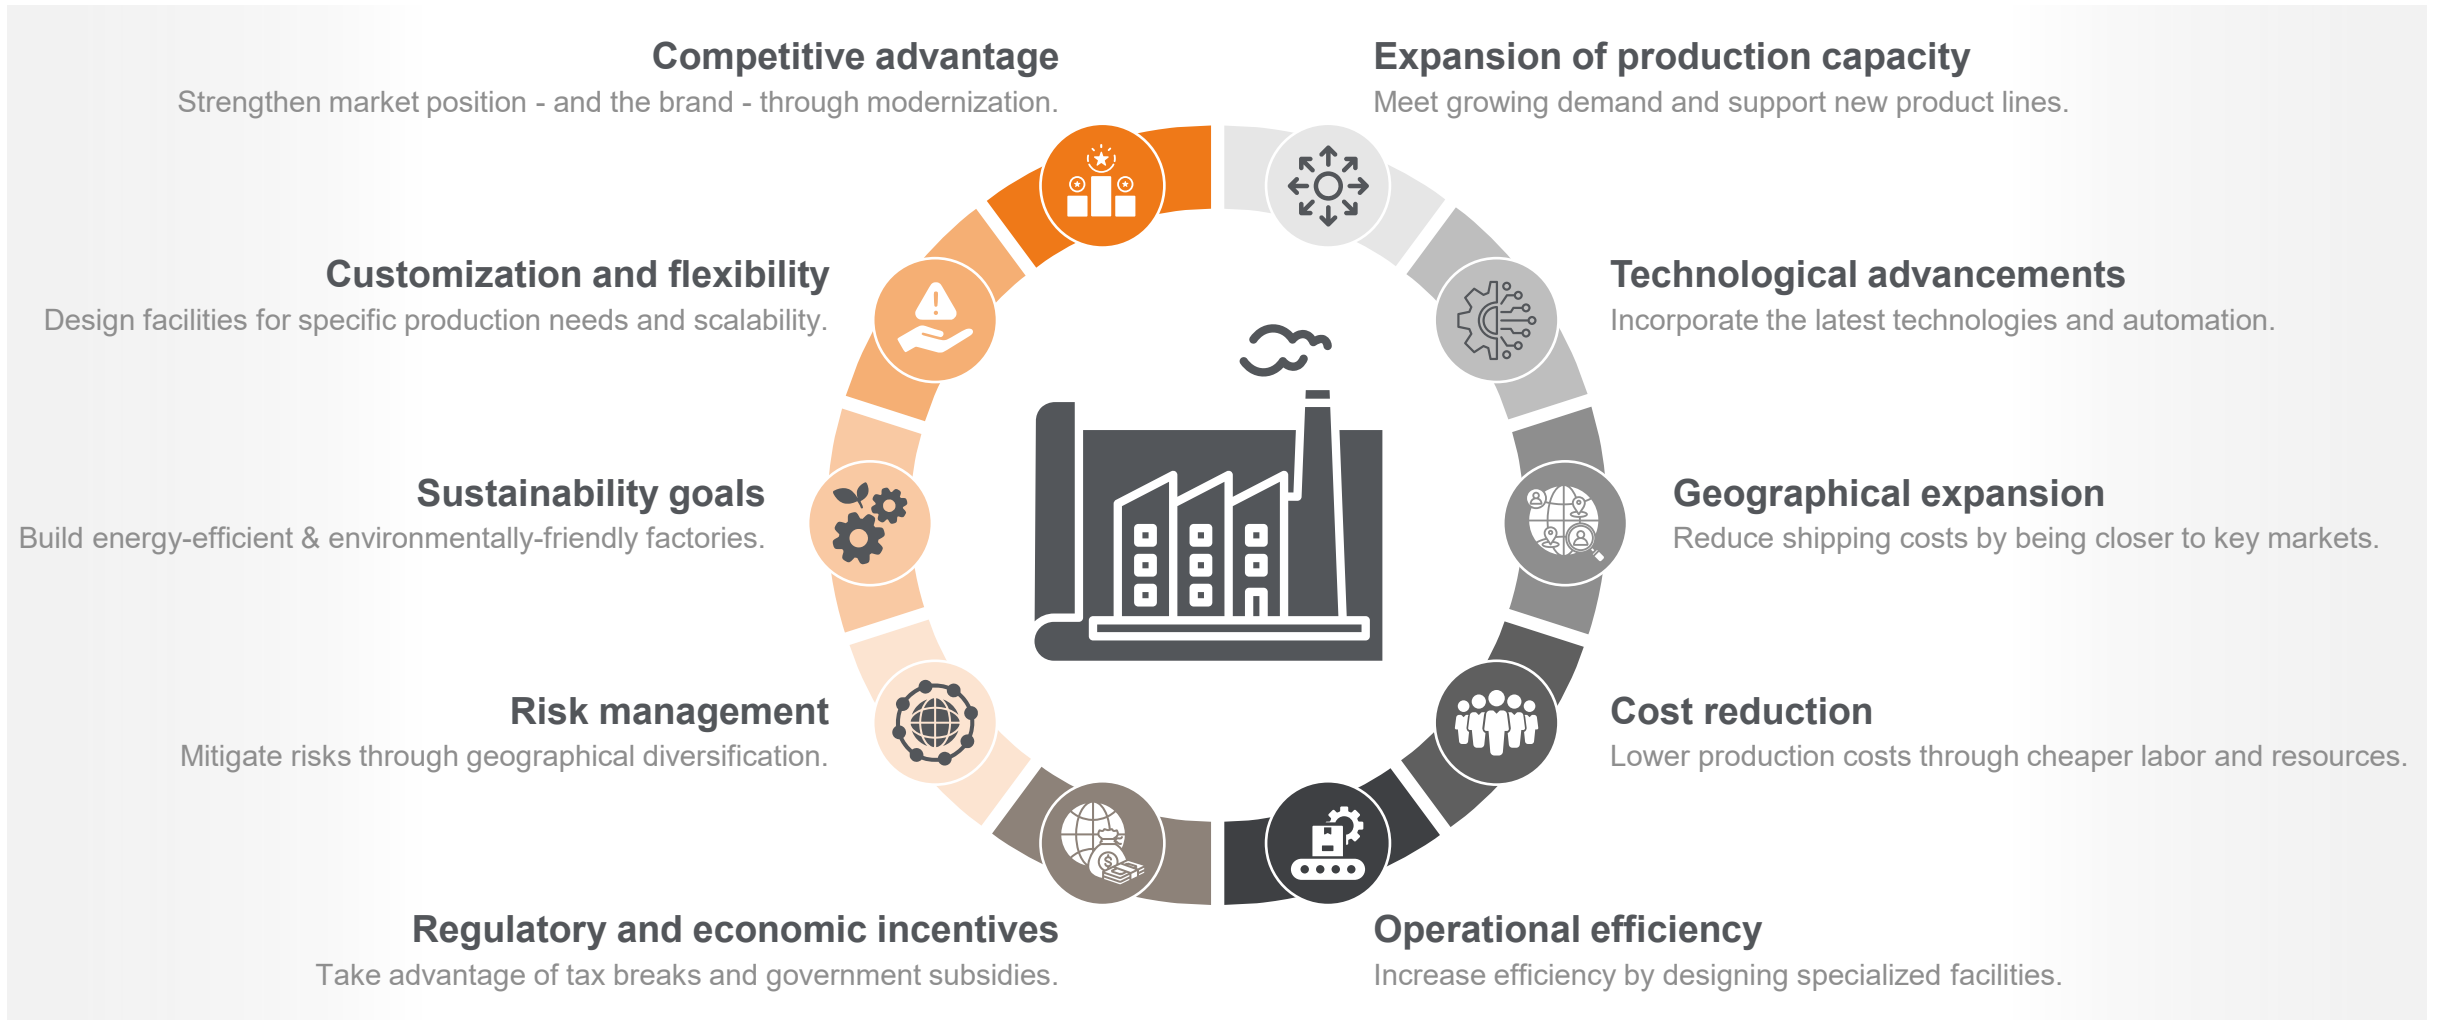 Competitive advantage
Strengthen market position - and the brand - through modernization.
Expansion of production capacity
Meet growing demand and support new product lines.
Customization and flexibility
Design facilities for specific production needs and scalability.
Technological advancements
Incorporate the latest technologies and automation.
Sustainability goals
Build energy-efficient & environmentally-friendly factories.
Geographical expansion
Reduce shipping costs by being closer to key markets.
Risk management
Mitigate risks through geographical diversification.
Cost reduction
Lower production costs through cheaper labor and resources.
Regulatory and economic incentives
Take advantage of tax breaks and government subsidies.
Operational efficiency
Increase efficiency by designing specialized facilities.